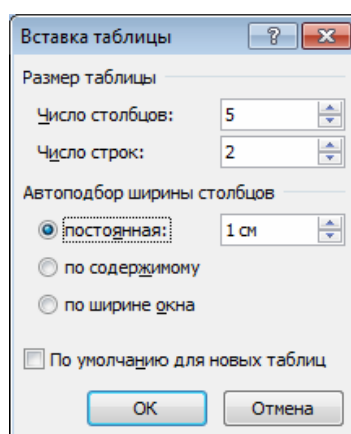 Вставка таблицы
Размер таблицы
Число столбцов: 5
Число строк: 2
Автоподбор ширины столбцов
постоянная: 1 см
по содержимому
по ширине окна
По умолчанию для новых таблиц
ОК Отмена